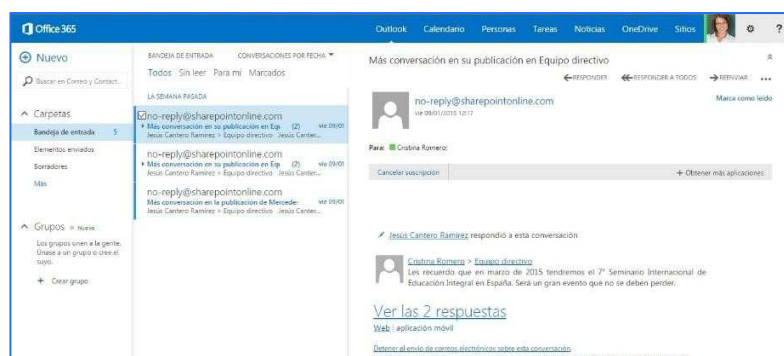 Office 365
Outlook Calendario Personas Tareas Noticias OneDrive Sitios ?
Nuevo
Buscar en Correo y Contact...
Carpetas
Bandeja de entrada 5
Elementos enviados
Borradores
Más
Grupos Nuevo
Los grupos unen a la gente.
Únase a un grupo o cree el
suyo.
+ Crear grupo
BANDEJA DE ENTRADA CONVERSACIONES POR FECHA
Todos Sin leer Para mí Marcados
LA SEMANA PASADA
no-reply@sharepointonline.com
Más conversación en su publicación en Equ (2) vie 09/01
Jesús Cantero Ramírez > Equipo directivo Jesús Canter...
no-reply@sharepointonline.com
Más conversación en su publicación en Equ (2) vie 09/01
Jesús Cantero Ramírez > Equipo directivo Jesús Canter...
no-reply@sharepointonline.com
Más conversación en la publicación de Mercede: vie 09/01
Jesús Cantero Ramírez > Equipo directivo Jesús Canter...
Más conversación en su publicación en Equipo directivo
RESPONDER RESPONDER A TODOS REENVIAR ...
no-reply@sharepointonline.com
Marca como leído
vie 09/01/2015 12:17
Para: Cristina Romero;
Cancelar suscripción + Obtener más aplicaciones
Jesús Cantero Ramírez respondió a esta conversación
Cristina Romero > Equipo directivo
Les recuerdo que en marzo de 2015 tendremos el 7º Seminario Internacional de
Educación Integral en España. Será un gran evento que no se deben perder.
Ver las 2 respuestas
Web | aplicación móvil
Detener el envío de correos electrónicos sobre esta conversación.